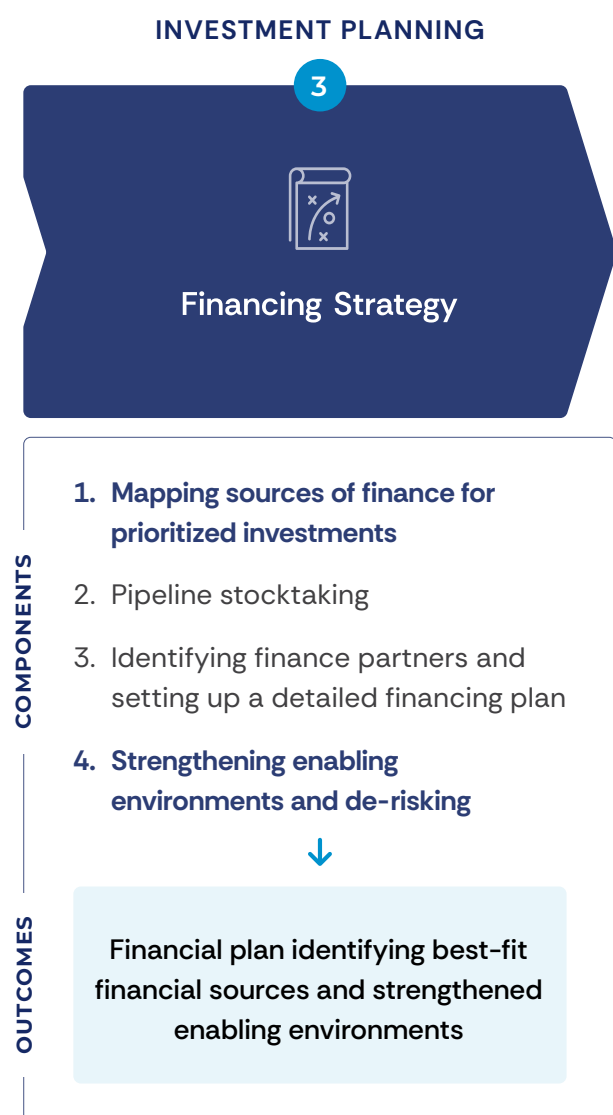 INVESTMENT PLANNING
3
Financing Strategy
COMPONENTS
1. Mapping sources of finance for
prioritized investments
2. Pipeline stocktaking
3. Identifying finance partners and
setting up a detailed financing plan
4. Strengthening enabling
environments and de-risking
OUTCOMES
Financial plan identifying best-fit
financial sources and strengthened
enabling environments